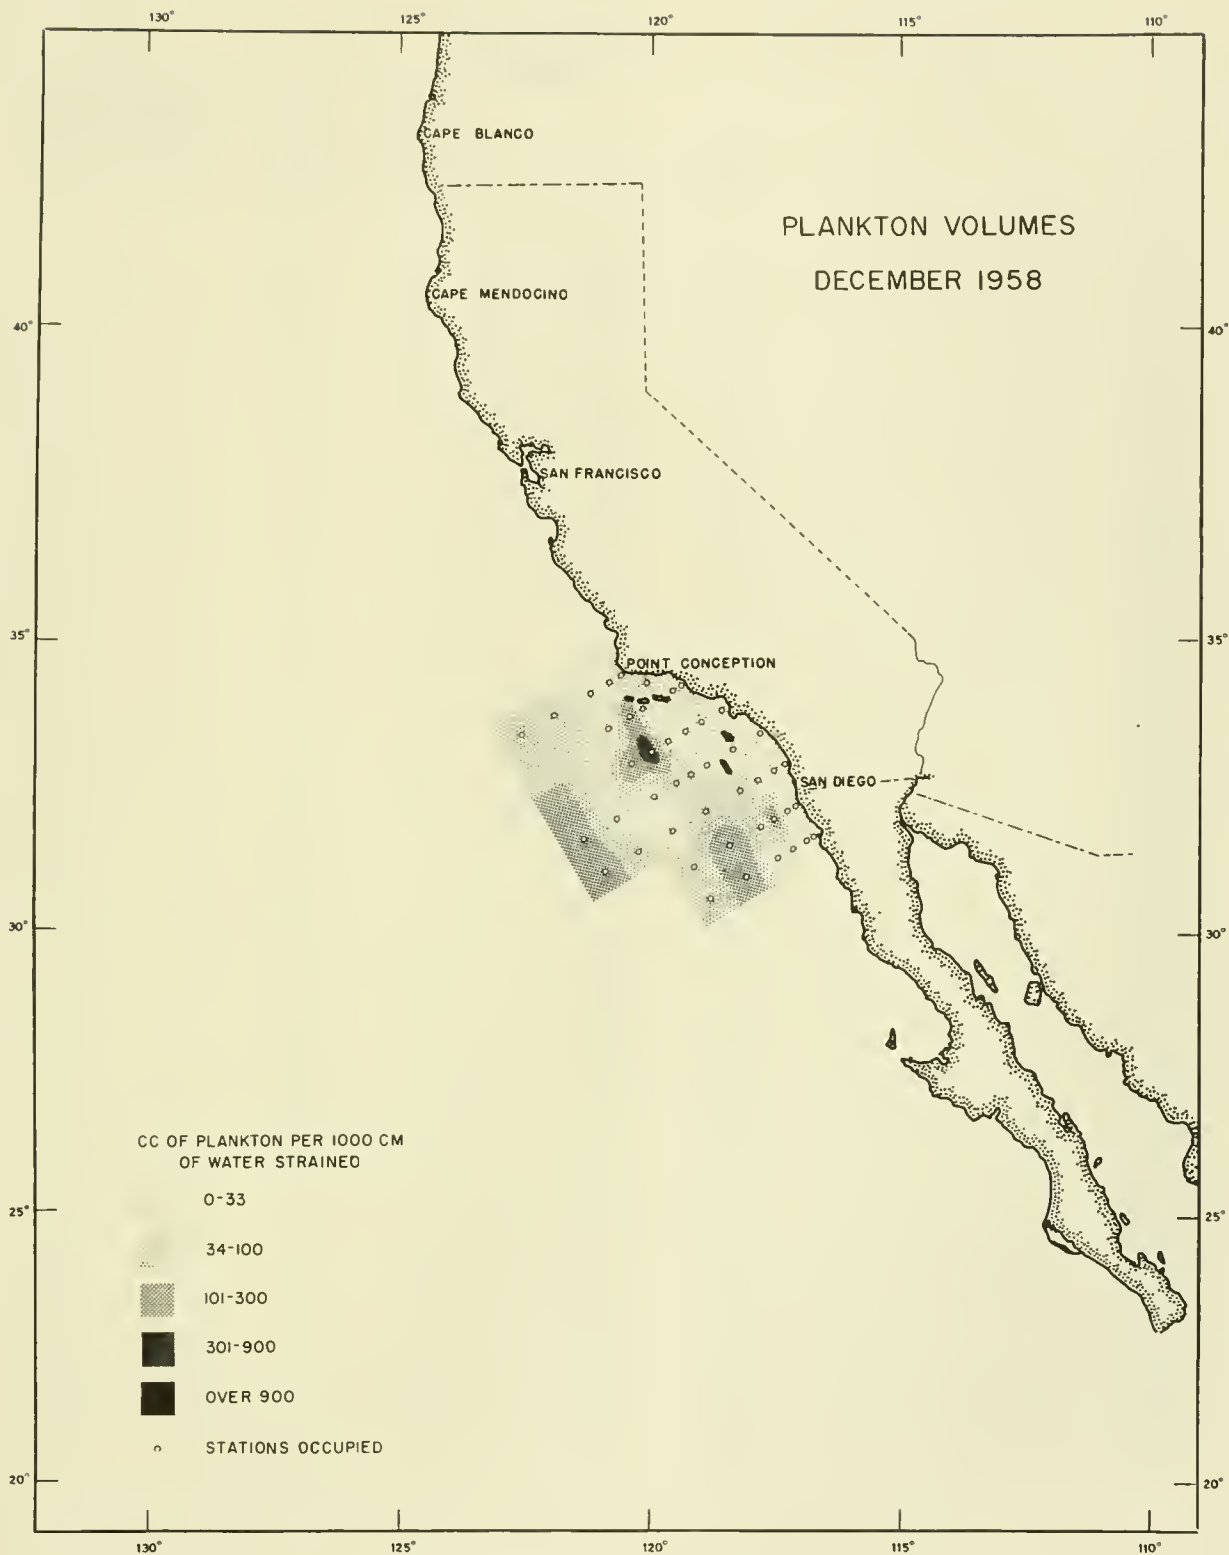 130° 125° 120° 115° 110°
CAPE BLANCO
PLANKTON VOLUMES
DECEMBER 1958
CAPE MENDOCINO
40° 40°
SAN FRANCISCO
35° 35°
POINT CONCEPTION
SAN DIEGO
30° 30°
CC OF PLANKTON PER 1000 CM
OF WATER STRAINED
0-33
25° 25°
34-100
101-300
301-900
OVER 900
STATIONS OCCUPIED
20° 20°
130° 125° 120° 115° 110°